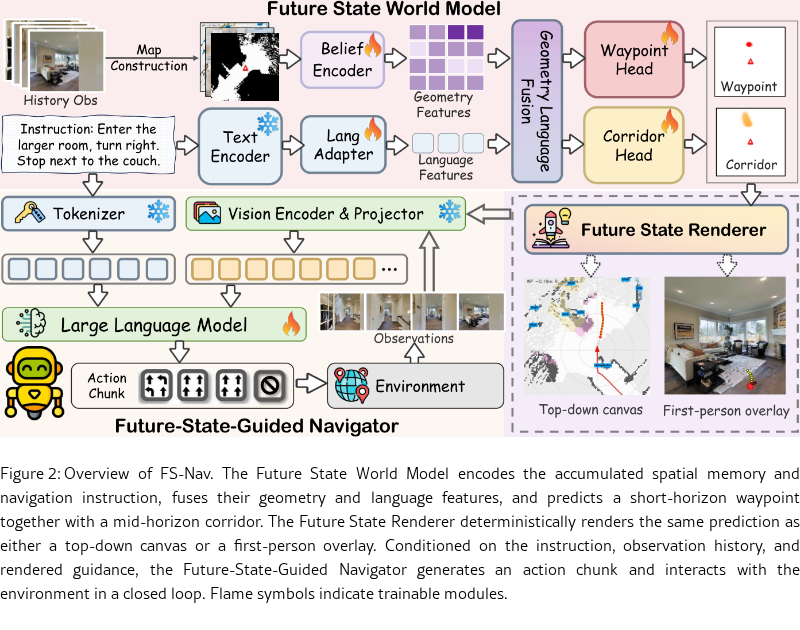 Future State World Model
Map
Construction
History Obs
Belief
Encoder
Geometry
Features
Geometry Language
Fusion
Waypoint
Head
Waypoint
Instruction: Enter the
larger room, turn right.
Stop next to the couch.
Text
Encoder
Lang
Adapter
Language
Features
Corridor
Head
Corridor
Tokenizer
Vision Encoder & Projector
Future State Renderer
...
Large Language Model
Observations
Action
Chunk
Environment
Top-down canvas
First-person overlay
Future-State-Guided Navigator
Figure 2: Overview of FS-Nav. The Future State World Model encodes the accumulated spatial memory and
navigation instruction, fuses their geometry and language features, and predicts a short-horizon waypoint
together with a mid-horizon corridor. The Future State Renderer deterministically renders the same prediction as
either a top-down canvas or a first-person overlay. Conditioned on the instruction, observation history, and
rendered guidance, the Future-State-Guided Navigator generates an action chunk and interacts with the
environment in a closed loop. Flame symbols indicate trainable modules.